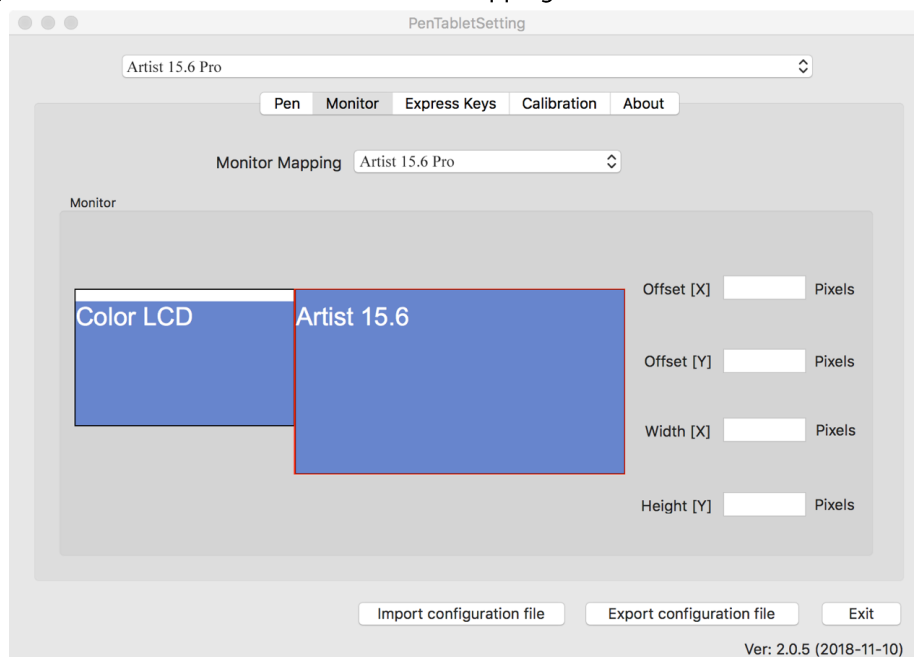 PenTabletSetting
Artist 15.6 Pro
Pen Monitor Express Keys Calibration About
Monitor Mapping Artist 15.6 Pro
Monitor
Color LCD
Artist 15.6
Offset [X] Pixels
Offset [Y] Pixels
Width [X] Pixels
Height [Y] Pixels
Import configuration file Export configuration file Exit
Ver: 2.0.5 (2018-11-10)